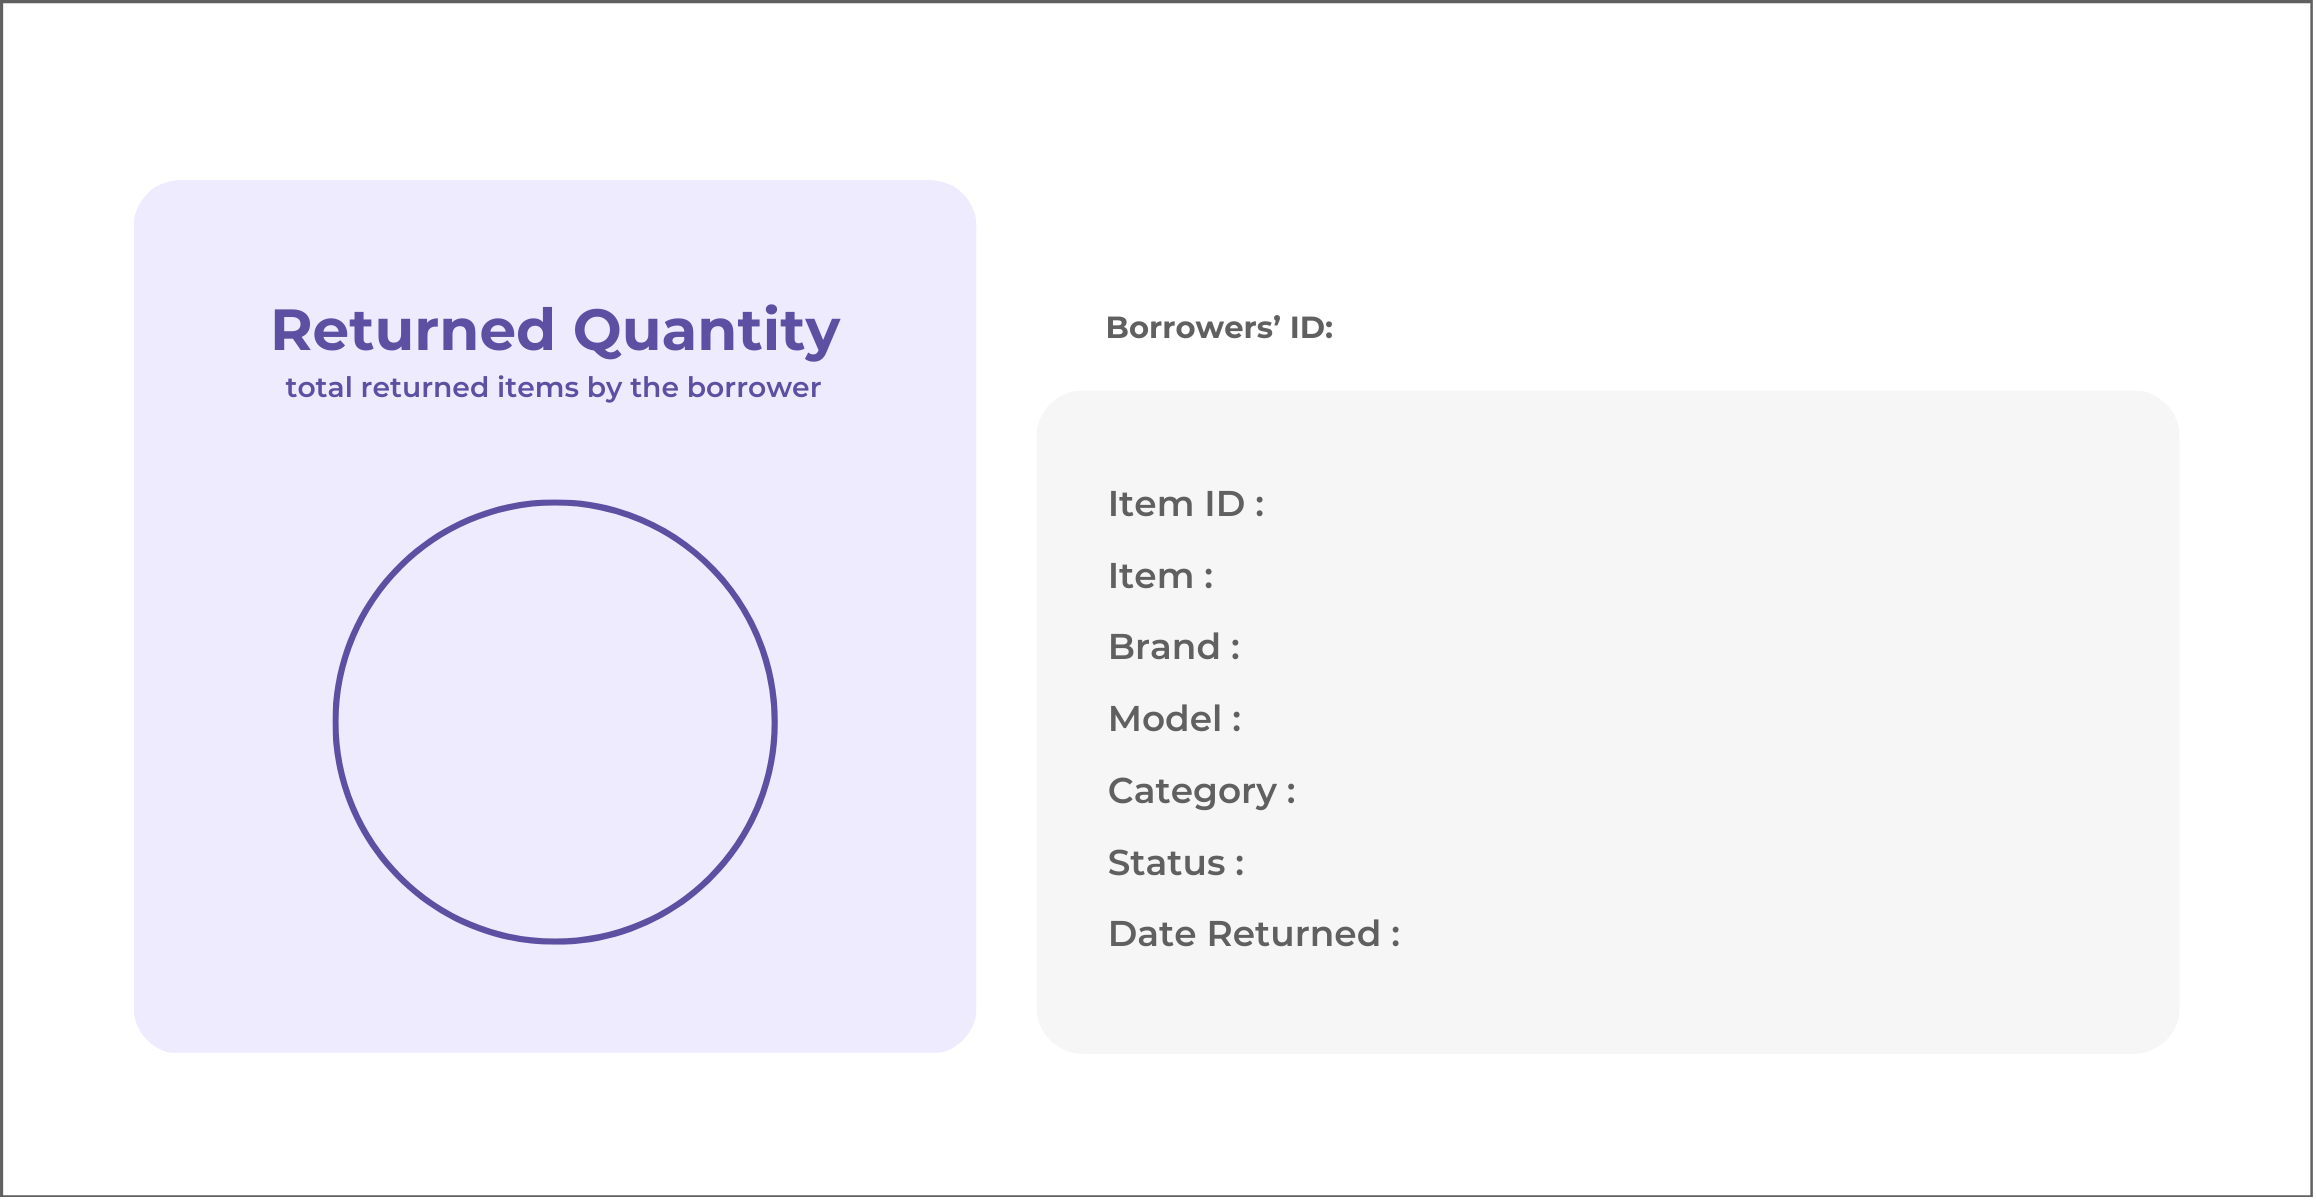 Returned Quantity
total returned items by the borrower
Borrowers’ ID:
Item ID :
Item :
Brand :
Model :
Category :
Status :
Date Returned :